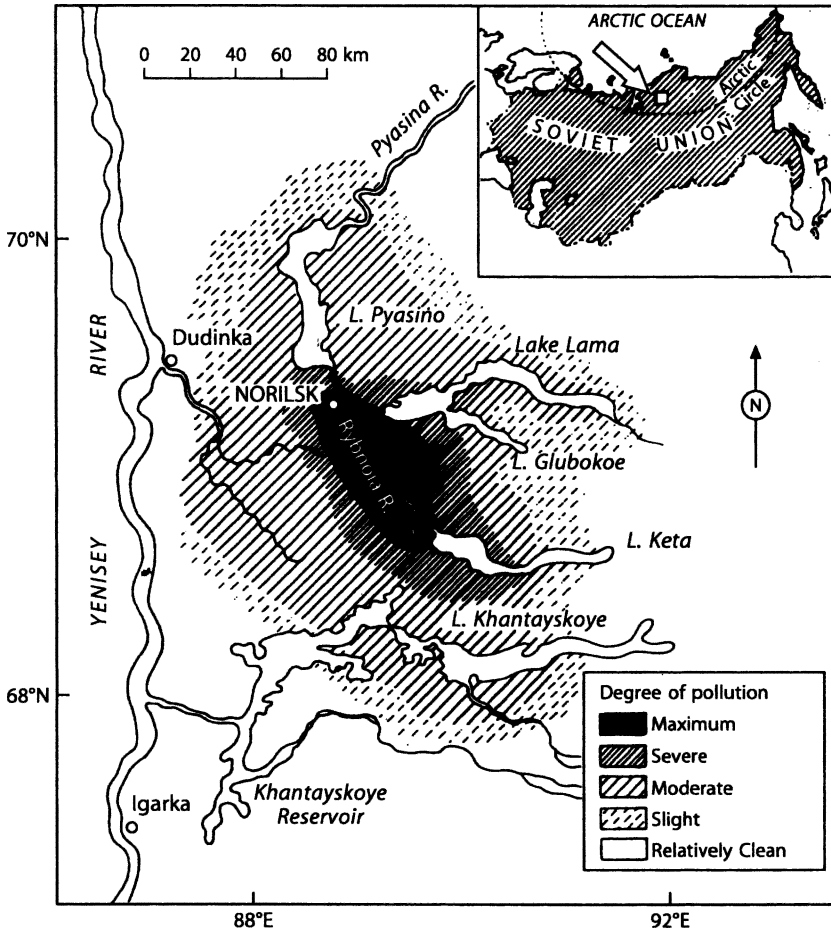 ARCTIC OCEAN
Arctic
Circle
SOVIET UNION
0 20 40 60 80 km
Pyasina R.
70°N
L. Pyasino
RIVER
Dudinka
Lake Lama
N
NORILSK
Rybnoia R.
L. Glubokoe
L. Keta
YENISEY
L. Khantayskoye
68°N
Degree of pollution
Maximum
Severe
Moderate
Slight
Relatively Clean
Igarka
Khantayskoye
Reservoir
88°E
92°E